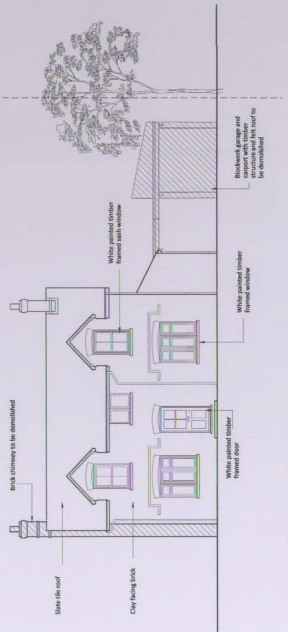 Brick chimney to be demolished
Slate tile roof
Clay facing brick
White painted timber
framed sash window
White painted timber
framed door
White painted timber
framed window
Blockwork garage and
carport with timber
structure and felt roof to
be demolished